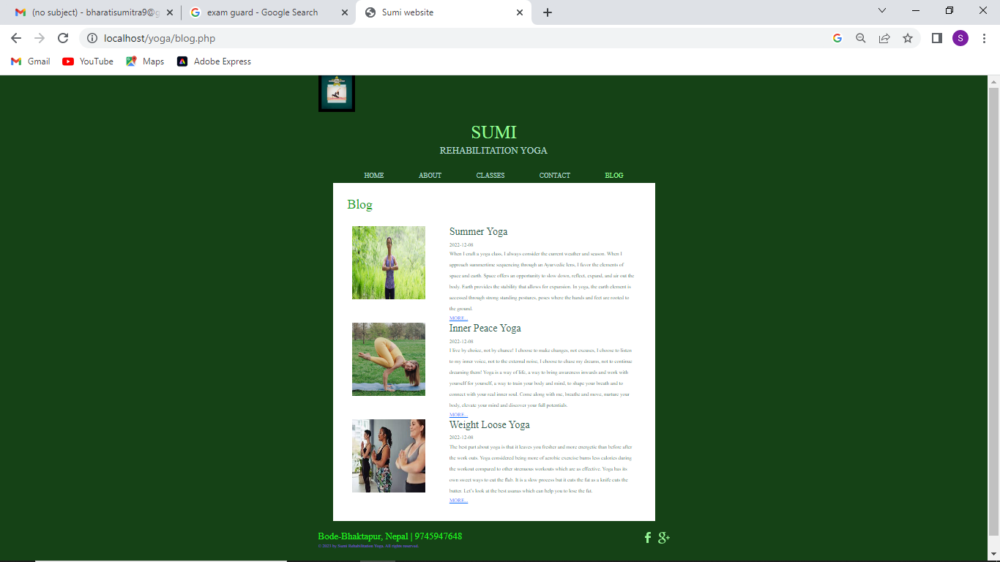 (no subject) - bharatisumitra9@g
exam guard - Google Search
Sumi website
localhost/yoga/blog.php
S
Gmail
YouTube
Maps
Adobe Express
SUMI
REHABILITATION YOGA
HOME ABOUT CLASSES CONTACT BLOG
Blog
Summer Yoga
2022-12-08
When I craft a yoga class, I always consider the current weather and season. When I
approach summertime sequencing through an Ayurvedic lens, I favor the elements of
space and earth. Space offers an opportunity to slow down, reflect, expand, and air out the
body. Earth provides the stability that allows for expansion. In yoga, the earth element is
accessed through strong standing postures, poses where the hands and feet are rooted to
the ground.
MORE...
Inner Peace Yoga
2022-12-08
I live by choice, not by chance! I choose to make changes, not excuses, I choose to listen
to my inner voice, not to the external noise, I choose to chase my dreams, not to continue
dreaming them! Yoga is a way of life, a way to bring awareness inwards and work with
yourself for yourself, a way to train your body and mind, to shape your breath and to
connect with your real inner soul. Come along with me, breathe and move, nurture your
body, elevate your mind and discover your full potentials.
MORE...
Weight Loose Yoga
2022-12-08
The best part about yoga is that it leaves you fresher and more energetic than before after
the work outs. Yoga considered being more of aerobic exercise burns less calories during
the workout compared to other strenuous workouts which are as effective. Yoga has its
own sweet ways to cut the flab. It is a slow process but it cuts the fat as a knife cuts the
butter. Let's look at the best asanas which can help you to lose the fat.
MORE...
Bode-Bhaktapur, Nepal | 9745947648
© 2023 by Sumi Rehabilitation Yoga. All rights reserved.